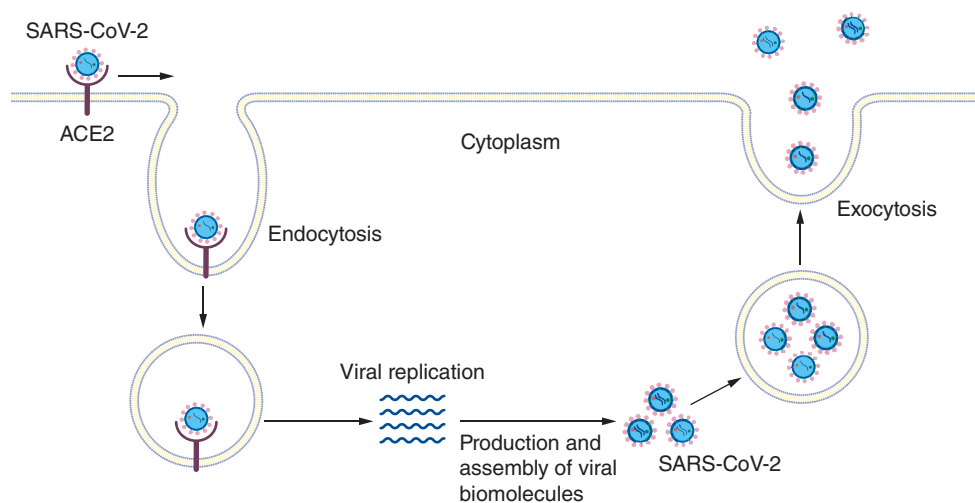 SARS-CoV-2
ACE2
Cytoplasm
Endocytosis
Exocytosis
Viral replication
Production and
assembly of viral
biomolecules
SARS-CoV-2